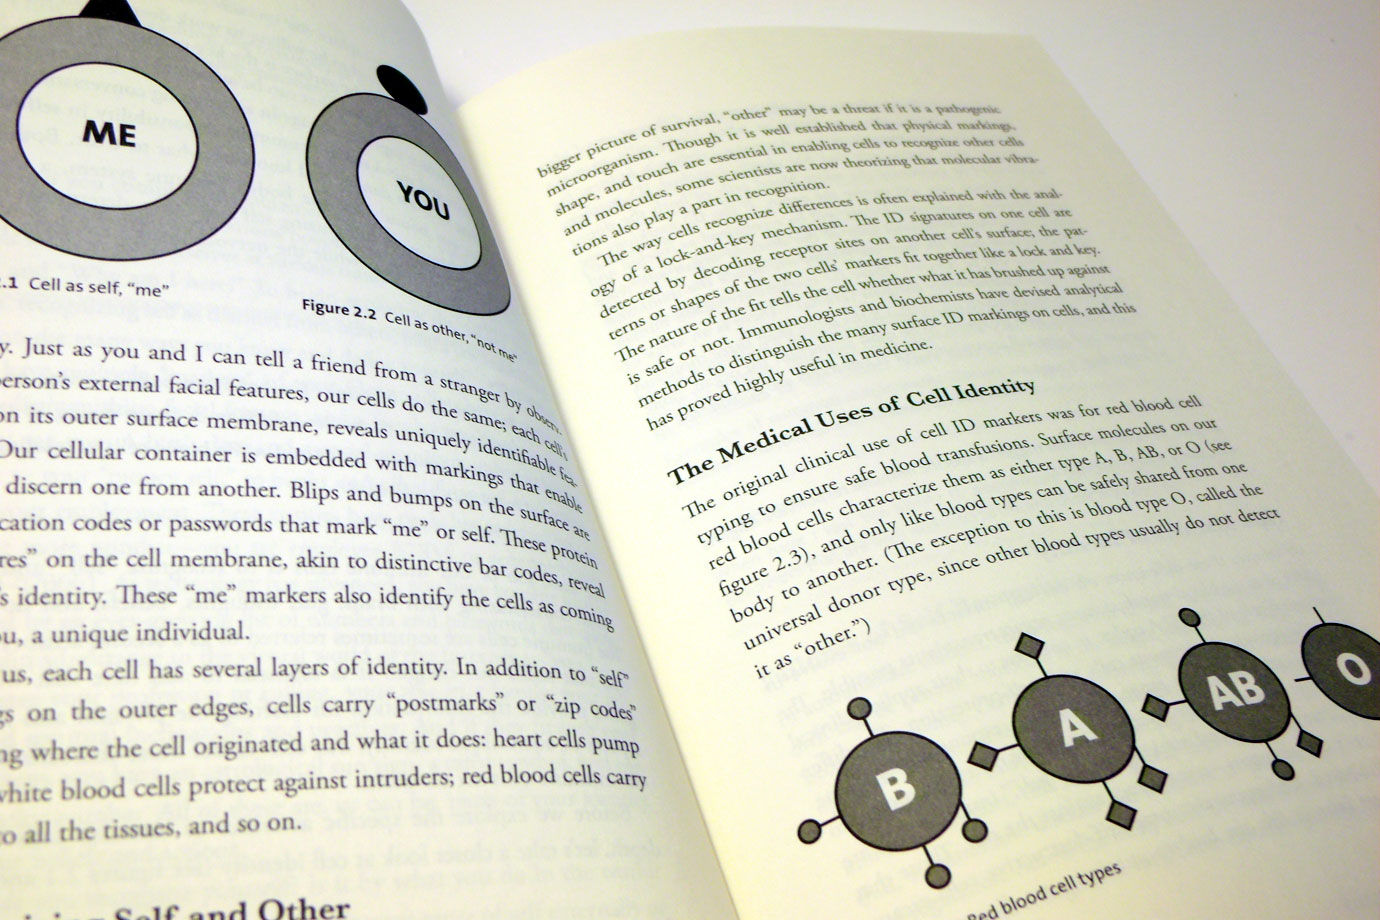 ME
YOU
.1 Cell as self, "me"
Figure 2.2 Cell as other, "not me"
y. Just as you and I can tell a friend from a stranger by observ-
erson's external facial features, our cells do the same; each cell's
on its outer surface membrane, reveals uniquely identifiable fea-
Our cellular container is embedded with markings that enable
discern one from another. Blips and bumps on the surface are
cation codes or passwords that mark "me" or self. These protein
res" on the cell membrane, akin to distinctive bar codes, reveal
s identity. These "me" markers also identify the cells as coming
ou, a unique individual.
us, each cell has several layers of identity. In addition to "self"
gs on the outer edges, cells carry "postmarks" or "zip codes"
ng where the cell originated and what it does: heart cells pump
white blood cells protect against intruders; red blood cells carry
o all the tissues, and so on.
ining Self and Other
bigger picture of survival, "other" may be a threat if it is a pathogenic
microorganism. Though it is well established that physical markings,
shape, and touch are essential in enabling cells to recognize other cells
and molecules, some scientists are now theorizing that molecular vibra-
tions also play a part in recognition.
The way cells recognize differences is often explained with the anal-
ogy of a lock-and-key mechanism. The ID signatures on one cell are
detected by decoding receptor sites on another cell's surface; the pat-
terns or shapes of the two cells' markers fit together like a lock and key.
The nature of the fit tells the cell whether what it has brushed up against
is safe or not. Immunologists and biochemists have devised analytical
methods to distinguish the many surface ID markings on cells, and this
has proved highly useful in medicine.
The Medical Uses of Cell Identity
The original clinical use of cell ID markers was for red blood cell
typing to ensure safe blood transfusions. Surface molecules on our
red blood cells characterize them as either type A, B, AB, or O (see
figure 2.3), and only like blood types can be safely shared from one
body to another. (The exception to this is blood type O, called the
universal donor type, since other blood types usually do not detect
it as "other.")
B
A
AB
O
Red blood cell types